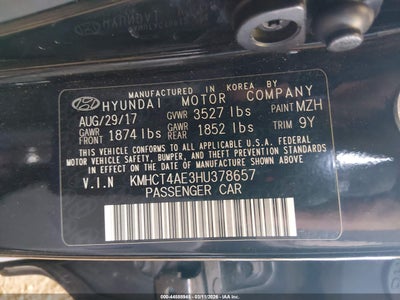 MANUFACTURED IN KOREA BY
HYUNDAI MOTOR COMPANY
AUG/29/17 GVWR 3527 lbs PAINT MZH
GAWR FRONT 1874 lbs GAWR REAR 1852 lbs TRIM 9Y
THIS VEHICLE CONFORMS TO ALL APPLICABLE U.S.
FEDERAL MOTOR VEHICLE
SAFETY, BUMPER, AND THEFT PREVENTION STANDARDS
IN EFFECT ON THE DATE OF MANUFACTURE SHOWN ABOVE.
V.I.N KMHCT4AE3HU378657
PASSENGER CAR